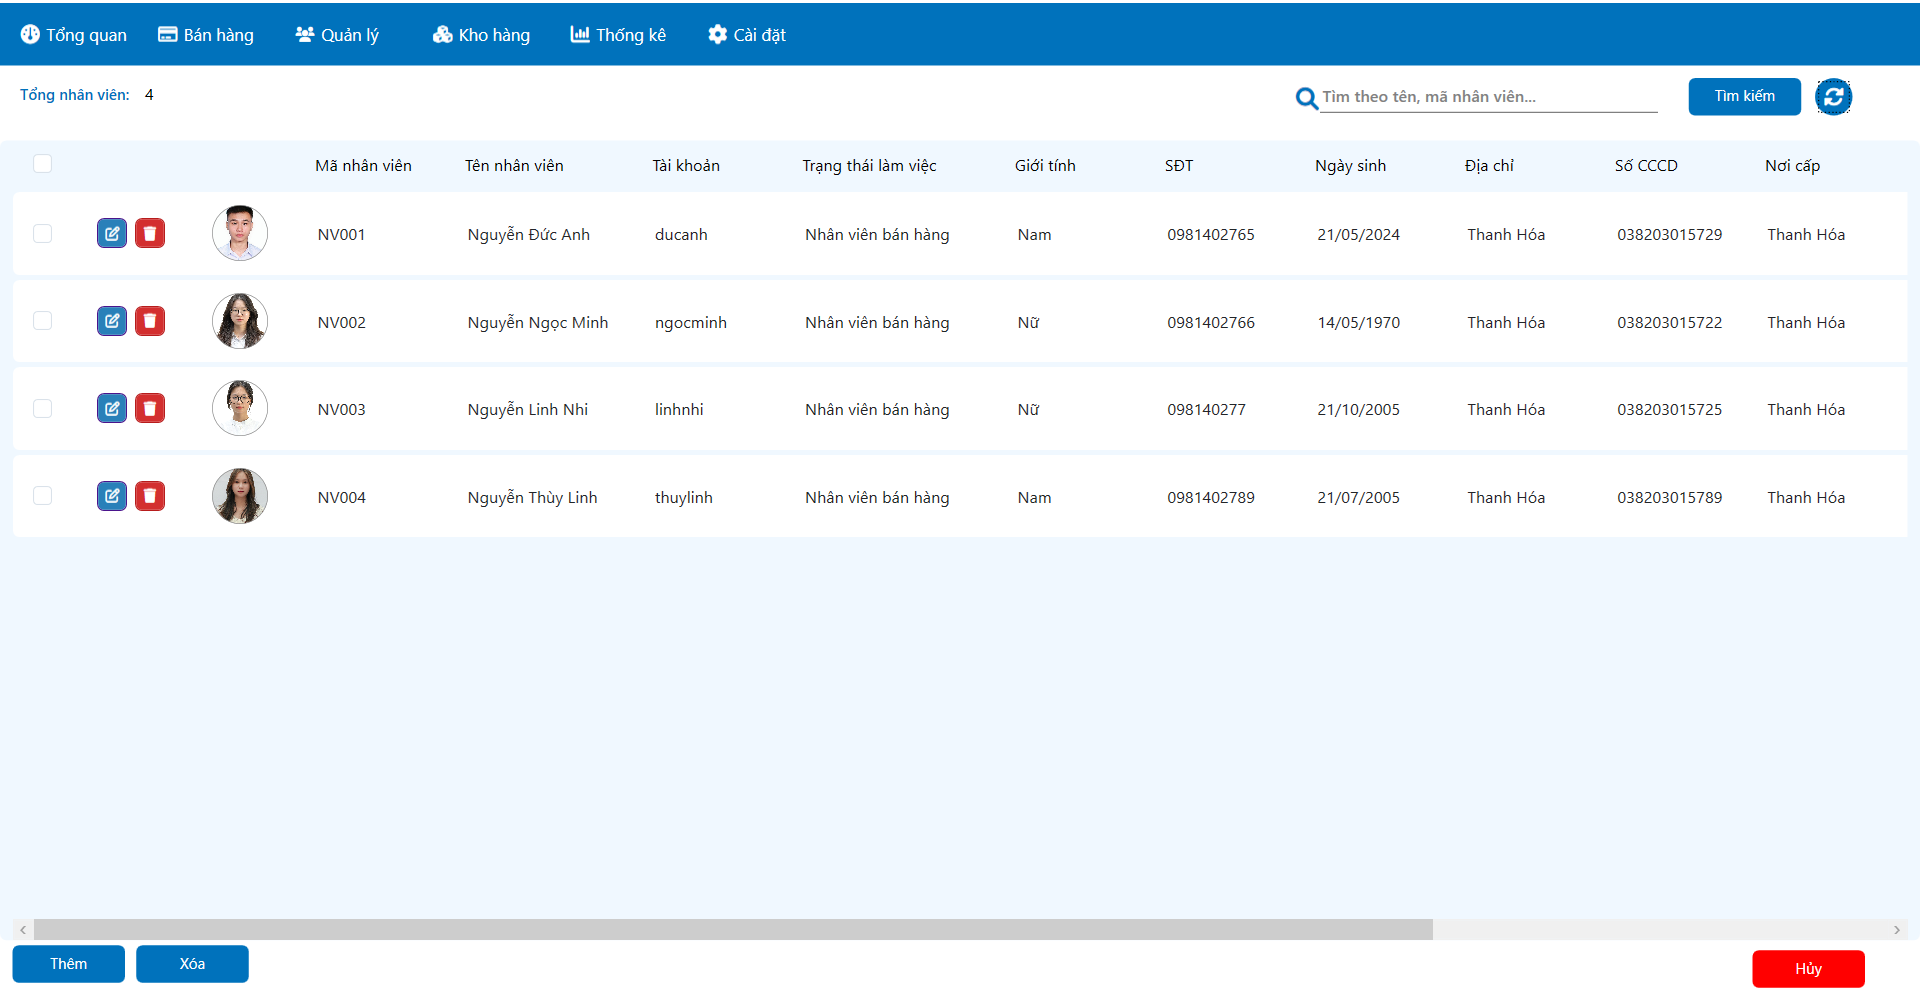 Tổng quan Bán hàng Quản lý Kho hàng Thống kê Cài đặt
Tổng nhân viên: 4 Tìm theo tên, mã nhân viên... Tìm kiếm
Mã nhân viên Tên nhân viên Tài khoản Trạng thái làm việc Giới tính SĐT Ngày sinh Địa chỉ Số CCCD Nơi cấp
NV001 Nguyễn Đức Anh ducanh Nhân viên bán hàng Nam 0981402765 21/05/2024 Thanh Hóa 038203015729 Thanh Hóa
NV002 Nguyễn Ngọc Minh ngocminh Nhân viên bán hàng Nữ 0981402766 14/05/1970 Thanh Hóa 038203015722 Thanh Hóa
NV003 Nguyễn Linh Nhi linhnhi Nhân viên bán hàng Nữ 098140277 21/10/2005 Thanh Hóa 038203015725 Thanh Hóa
NV004 Nguyễn Thùy Linh thuylinh Nhân viên bán hàng Nam 0981402789 21/07/2005 Thanh Hóa 038203015789 Thanh Hóa
Thêm Xóa Hủy